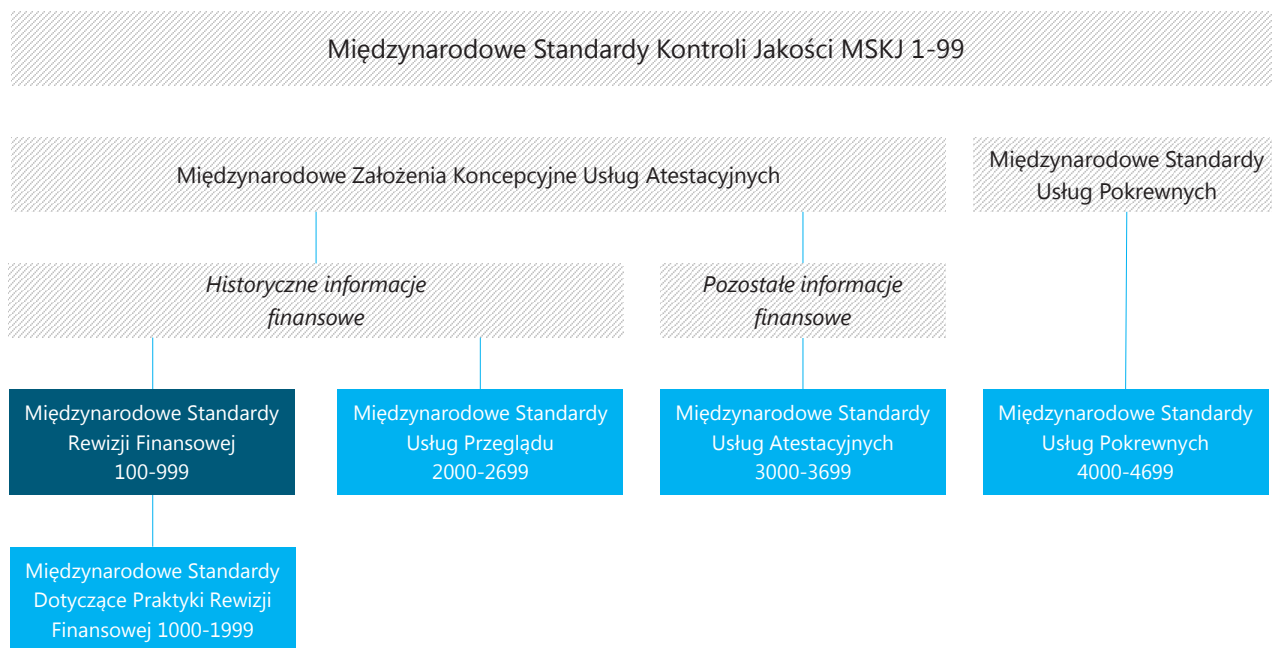 Międzynarodowe Standardy Kontroli Jakości MSKJ 1-99
Międzynarodowe Założenia Koncepcyjne Usług Atestacyjnych
Międzynarodowe Standardy
Usług Pokrewnych
Historyczne informacje
finansowe
Pozostałe informacje
finansowe
Międzynarodowe Standardy
Rewizji Finansowej
100-999
Międzynarodowe Standardy
Usług Przeglądu
2000-2699
Międzynarodowe Standardy
Usług Atestacyjnych
3000-3699
Międzynarodowe Standardy
Usług Pokrewnych
4000-4699
Międzynarodowe Standardy
Dotyczące Praktyki Rewizji
Finansowej 1000-1999